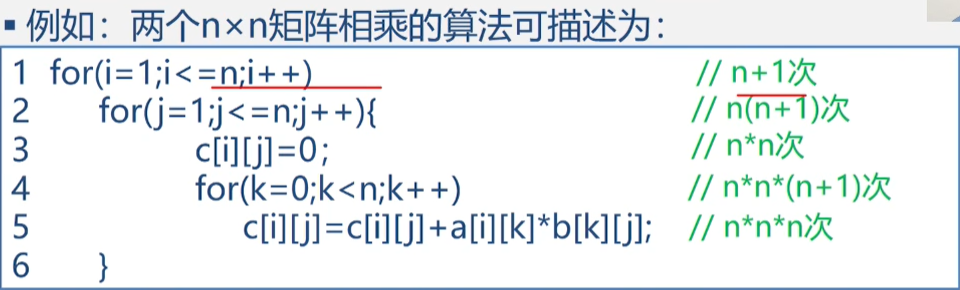 ▪ 例如：两个n×n矩阵相乘的算法可描述为：
1 for(i=1;i<=n;i++) // n+1次
2 for(j=1;j<=n;j++){ // n(n+1)次
3 c[i][j]=0; // n*n次
4 for(k=0;k<n;k++) // n*n*(n+1)次
5 c[i][j]=c[i][j]+a[i][k]*b[k][j]; // n*n*n次
6 }